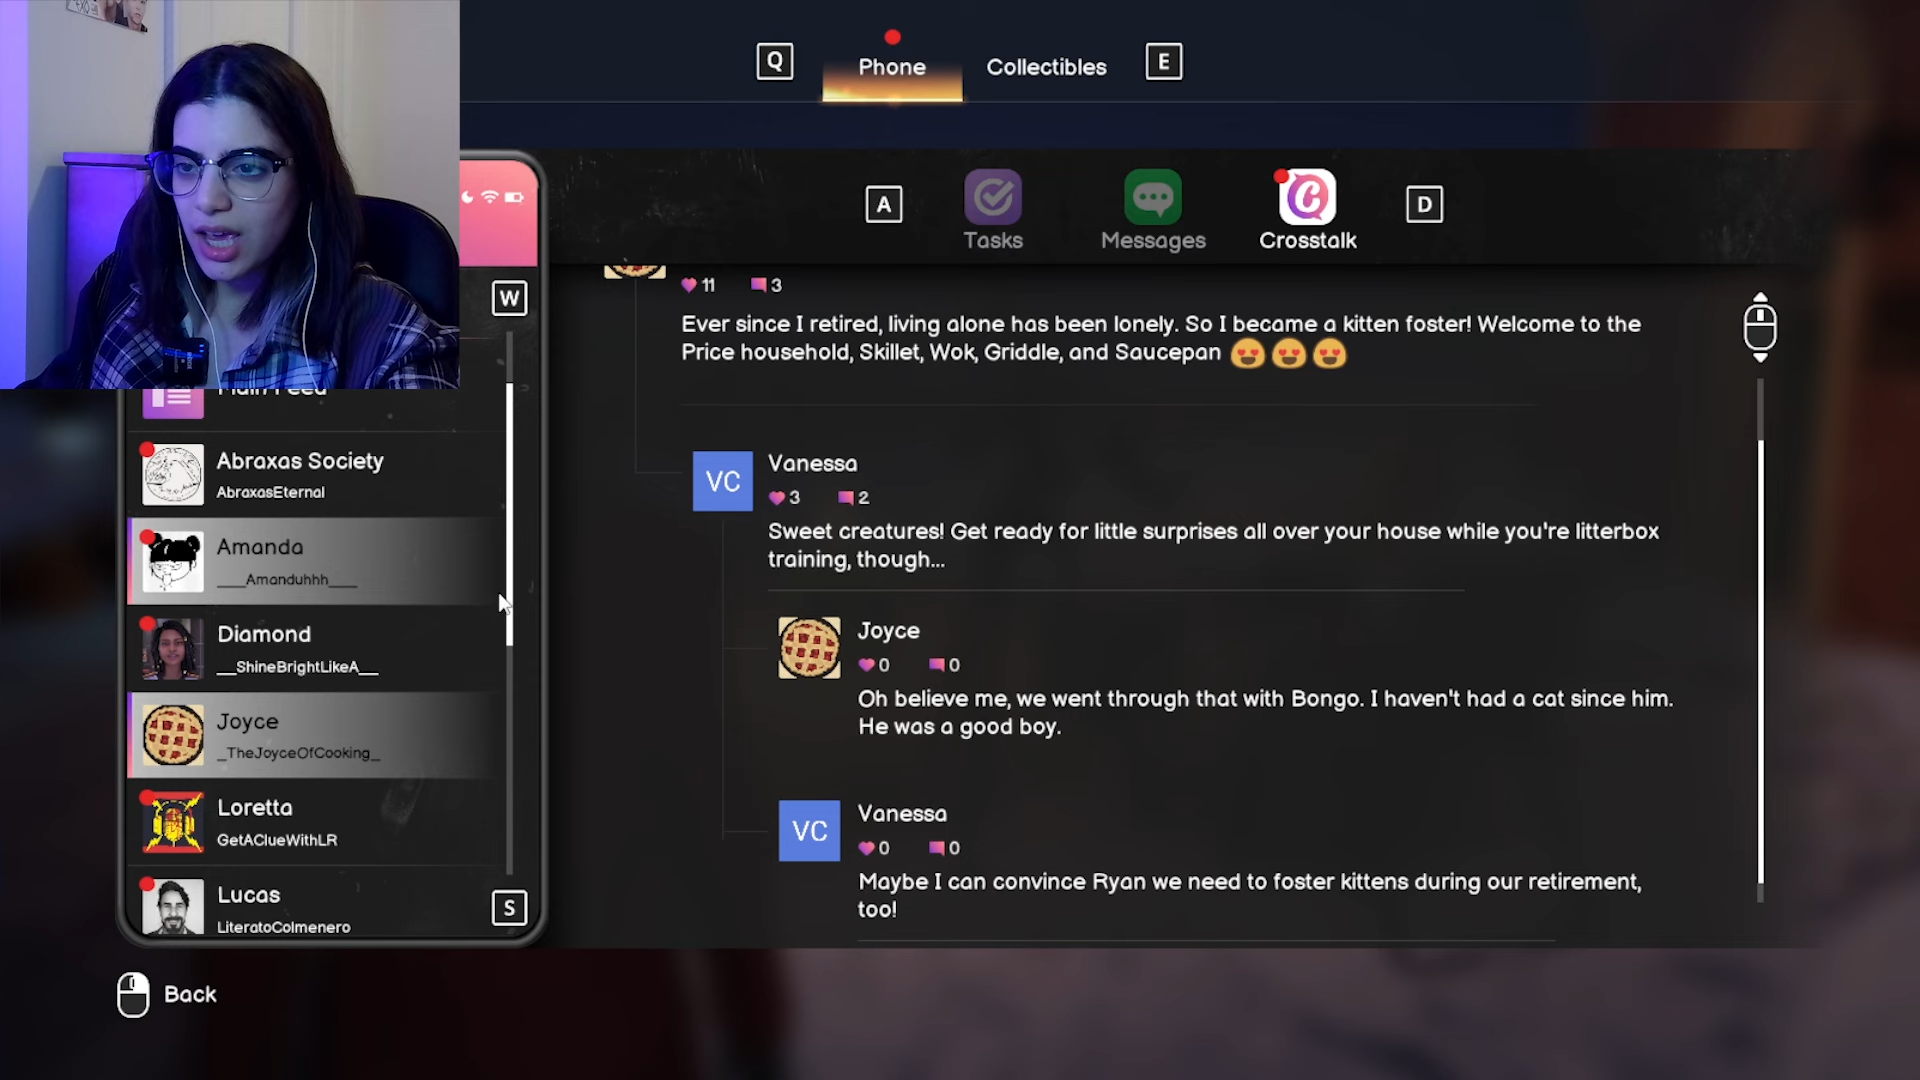 Q
Phone
Collectibles
E
A
Tasks
Messages
Crosstalk
D
W
Main Feed
Abraxas Society
AbraxasEternal
Amanda
____Amanduhhh____
Diamond
__ShineBrightLikeA__
Joyce
_TheJoyceOfCooking_
Loretta
GetAClueWithLR
Lucas
LiteratoColmenero
S
11 3
Ever since I retired, living alone has been lonely. So I became a kitten foster! Welcome to the
Price household, Skillet, Wok, Griddle, and Saucepan 😍😍😍
VC
Vanessa
3 2
Sweet creatures! Get ready for little surprises all over your house while you're litterbox
training, though...
Joyce
0 0
Oh believe me, we went through that with Bongo. I haven't had a cat since him.
He was a good boy.
VC
Vanessa
0 0
Maybe I can convince Ryan we need to foster kittens during our retirement,
too!
Back